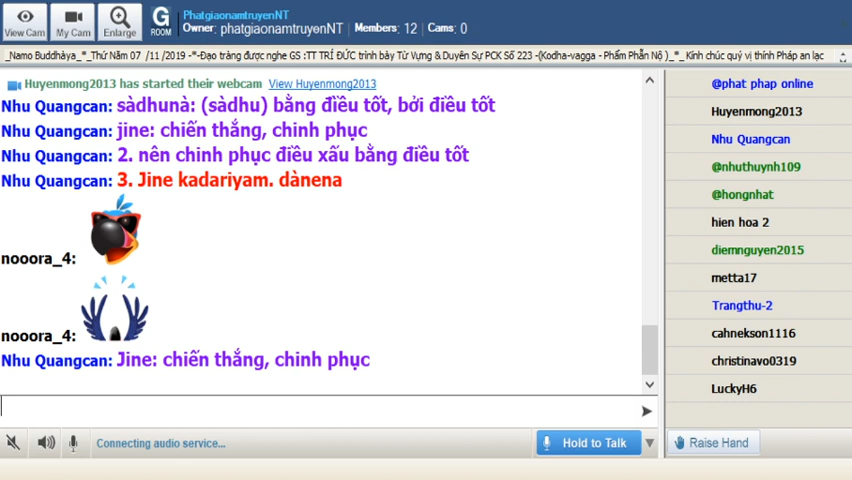 View Cam
My Cam
Enlarge
G
ROOM
PhatgiaonamtruyenNT
Owner: phatgiaonamtruyenNT Members: 12 Cams: 0
_Namo Buddhàya_*_Thứ Năm 07 /11 /2019 -*-Đạo tràng được nghe GS :TT TRÍ ĐỨC trình bày Từ Vựng & Duyên Sự PCK Số 223 -(Kodha-vagga - Phẩm Phẫn Nộ )_*_ Kính chúc quý vị thính Pháp an lạc
Huyenmong2013 has started their webcam View Huyenmong2013
Nhu Quangcan: sàdhunà: (sàdhu) bằng điều tốt, bởi điều tốt
Nhu Quangcan: jine: chiến thắng, chinh phục
Nhu Quangcan: 2. nên chinh phục điều xấu bằng điều tốt
Nhu Quangcan: 3. Jine kadariyam. dànena
nooora_4:
nooora_4:
Nhu Quangcan: Jine: chiến thắng, chinh phục
Connecting audio service...
Hold to Talk
@phat phap online
Huyenmong2013
Nhu Quangcan
@nhuthuynh109
@hongnhat
hien hoa 2
diemnguyen2015
metta17
Trangthu-2
cahnekson1116
christinavo0319
LuckyH6
Raise Hand